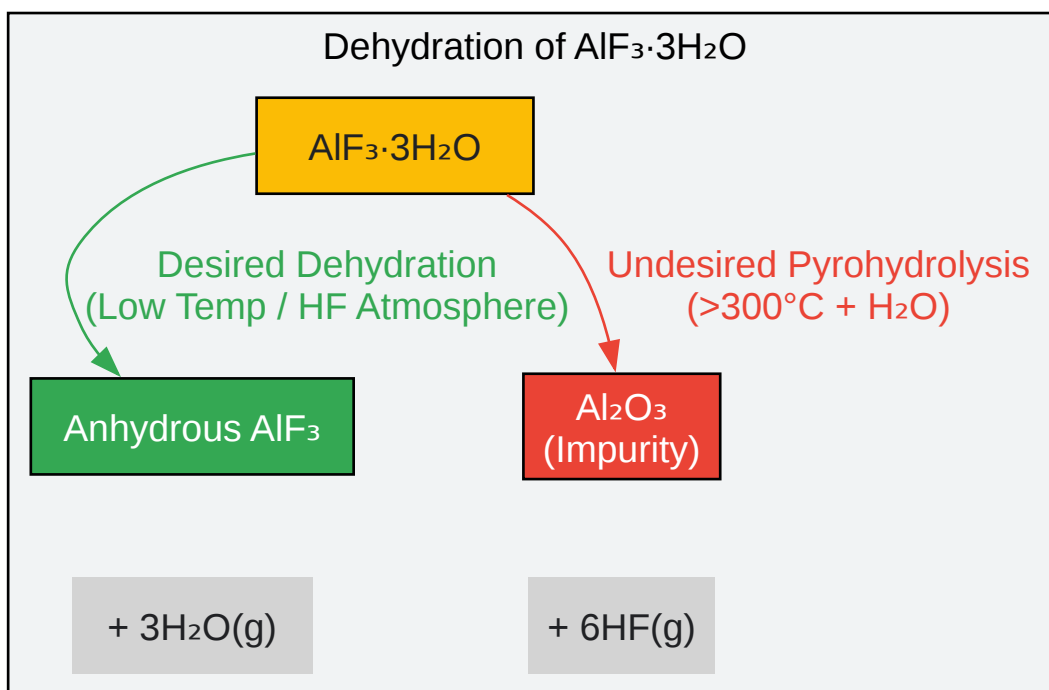 Dehydration of AlF₃·3H₂O
AlF₃·3H₂O
Desired Dehydration
(Low Temp / HF Atmosphere)
Undesired Pyrohydrolysis
(>300°C + H₂O)
Anhydrous AlF₃
Al₂O₃
(Impurity)
+ 3H₂O(g)
+ 6HF(g)